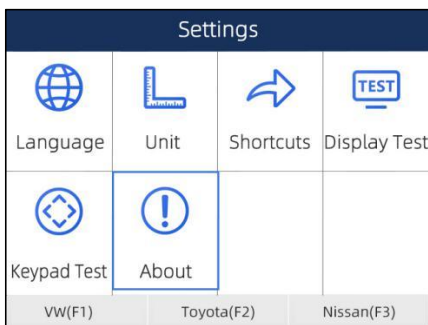 Settings
TEST
Language Unit Shortcuts Display Test
Keypad Test About
VW(F1) Toyota(F2) Nissan(F3)